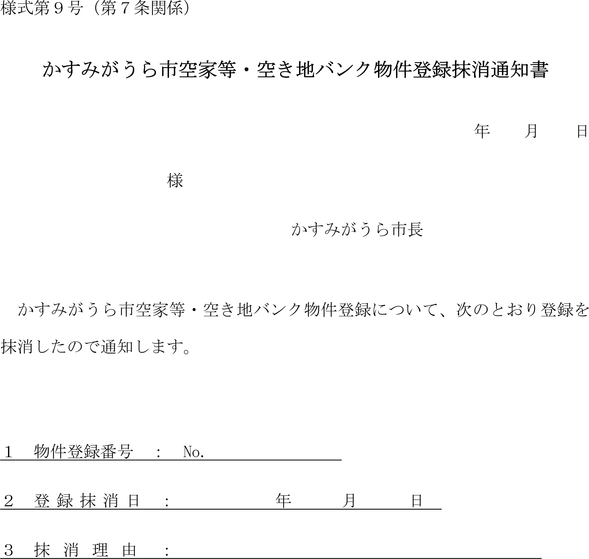 様式第９号（第７条関係）
かすみがうら市空家等・空き地バンク物件登録抹消通知書
年　　月　　日
様
かすみがうら市長
かすみがうら市空家等・空き地バンク物件登録について、次のとおり登録を
抹消したので通知します。
１　物件登録番号　：　No.
２　登録抹消日　：　　　　　　年　　　月　　　日
３　抹消理由　：